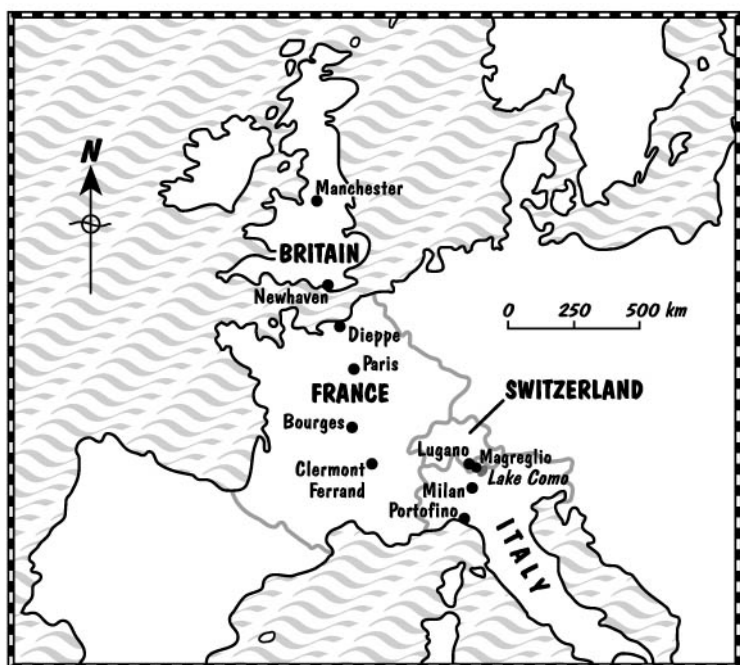 N
Manchester
BRITAIN
Newhaven
0 250 500 km
Dieppe
Paris
FRANCE
SWITZERLAND
Bourges
Lugano
Magreglio
Lake Como
Clermont
Ferrand
Milan
Portofino
ITALY